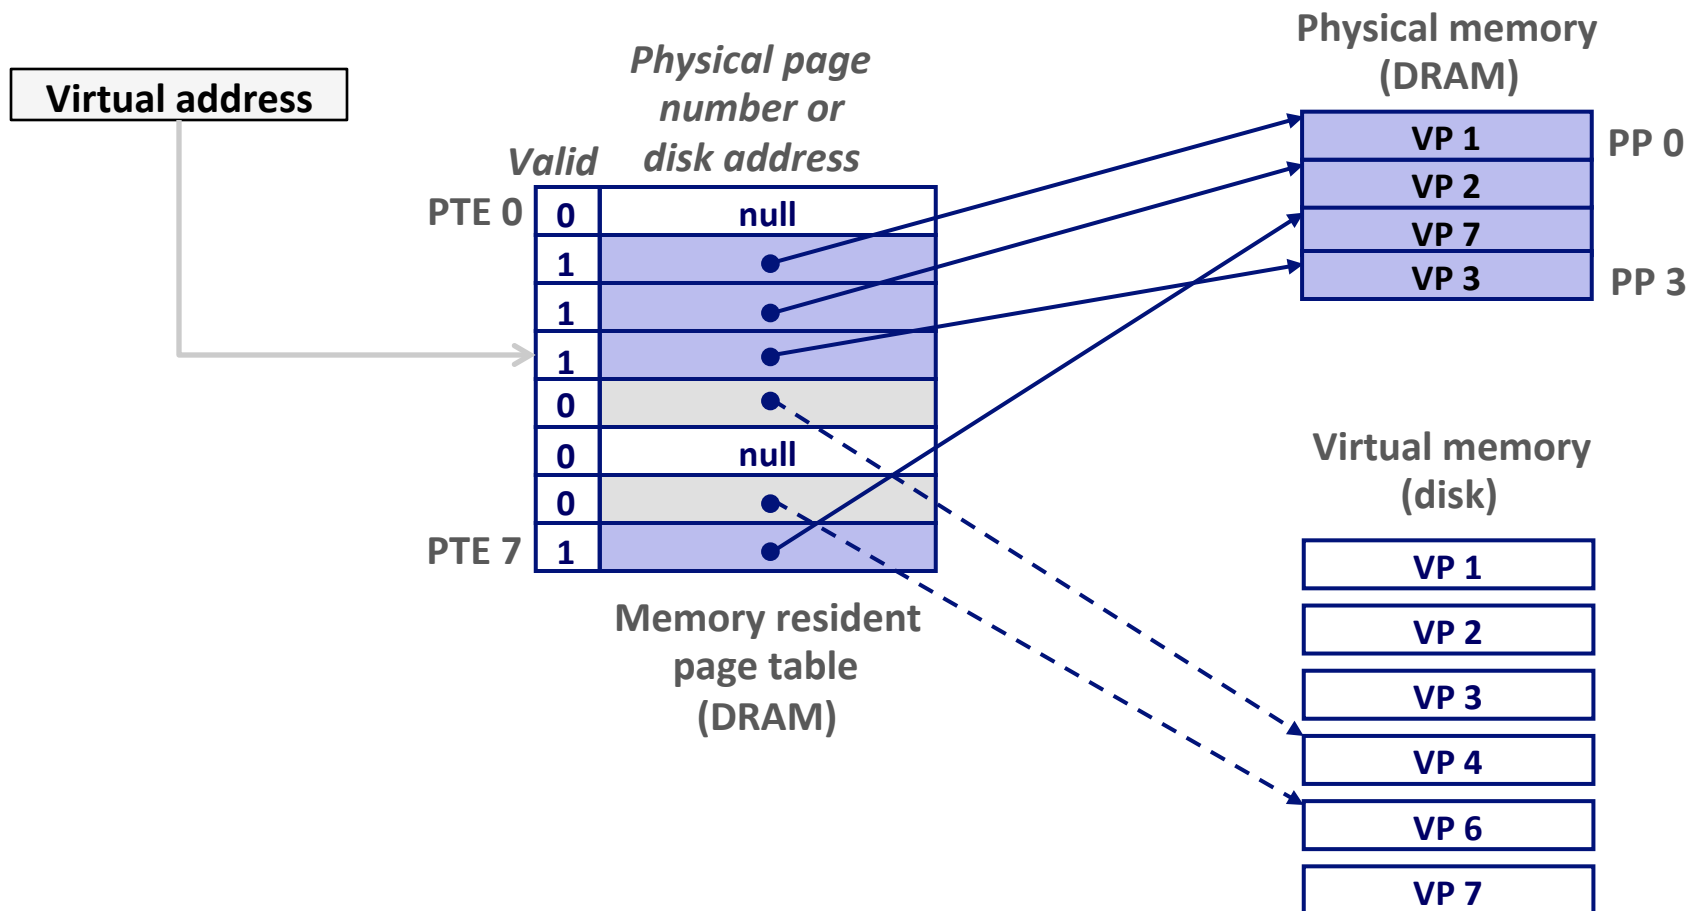 Virtual address
Physical page
number or
disk address
Valid
PTE 0
0
null
1
1
1
0
0
null
0
PTE 7
1
Memory resident
page table
(DRAM)
Physical memory
(DRAM)
VP 1
PP 0
VP 2
VP 7
VP 3
PP 3
Virtual memory
(disk)
VP 1
VP 2
VP 3
VP 4
VP 6
VP 7